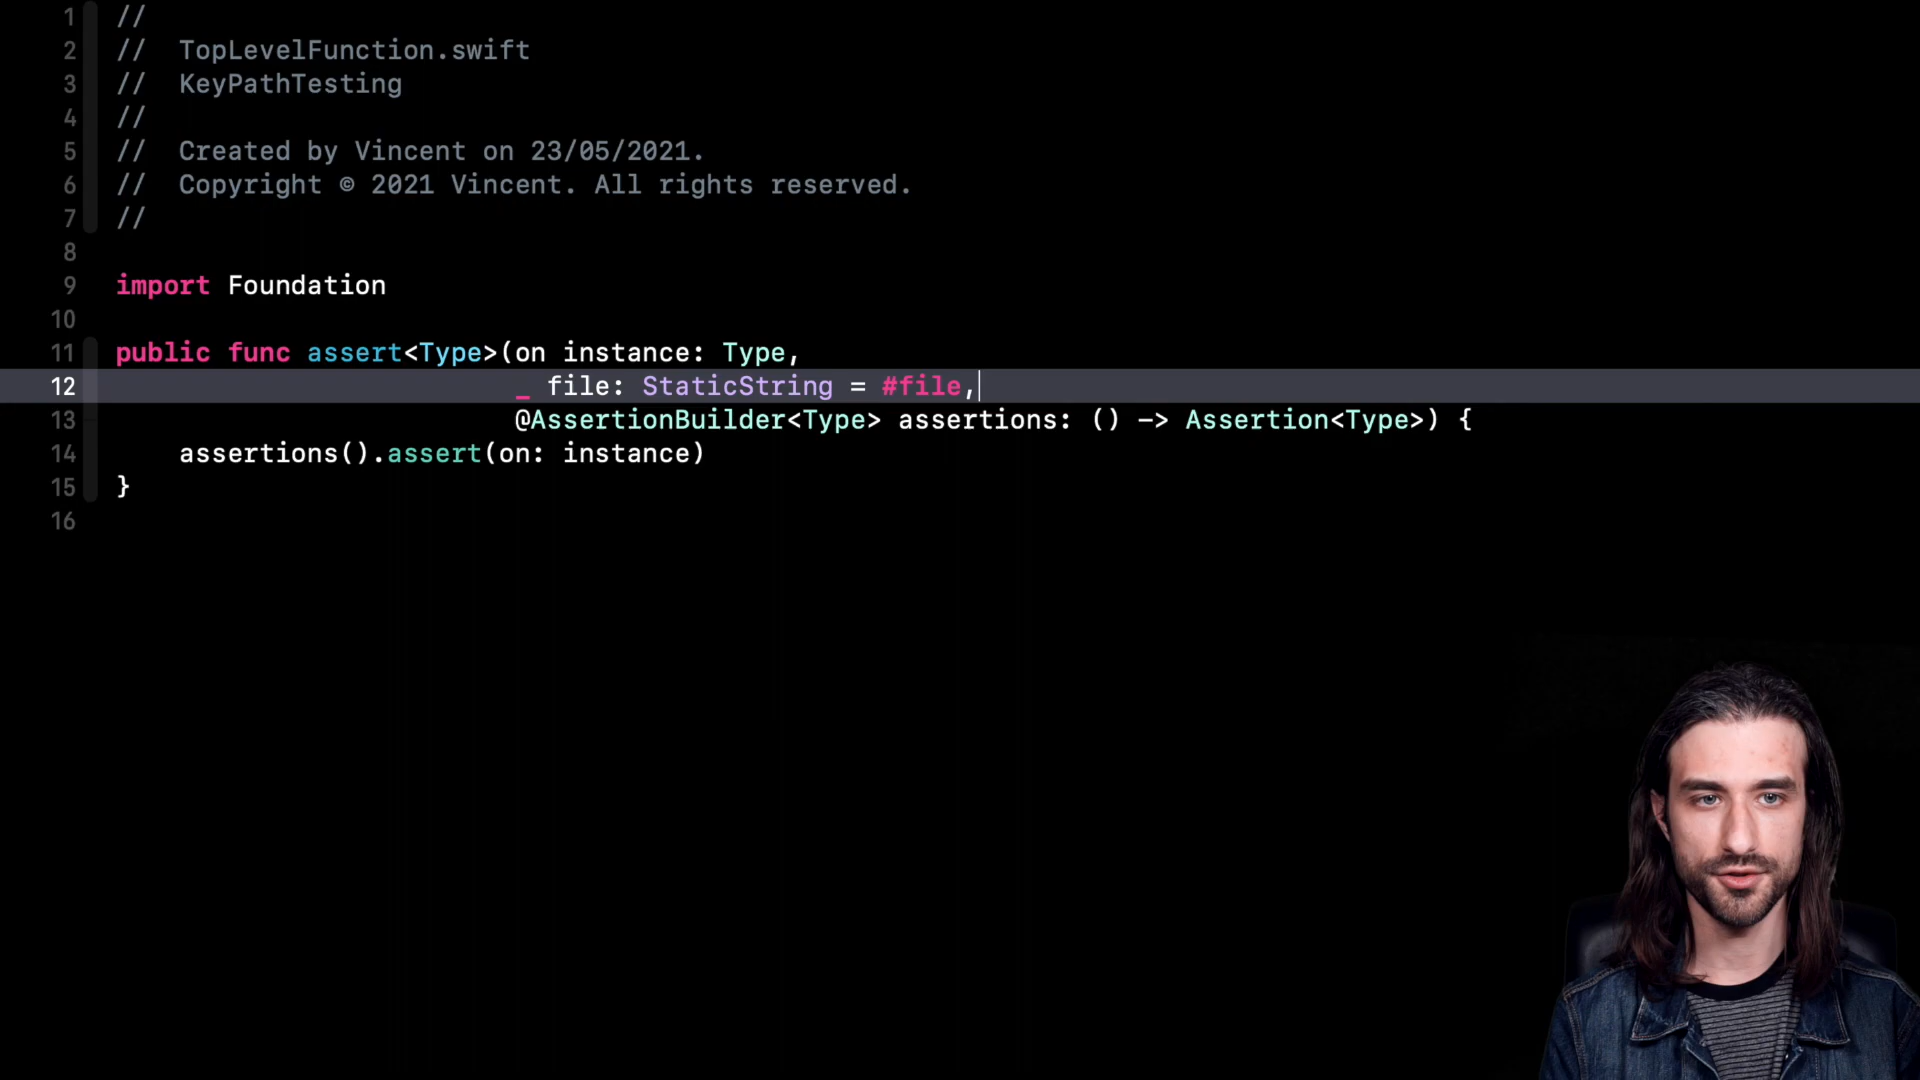 1 //
2 // TopLevelFunction.swift
3 // KeyPathTesting
4 //
5 // Created by Vincent on 23/05/2021.
6 // Copyright © 2021 Vincent. All rights reserved.
7 //
8
9 import Foundation
10
11 public func assert<Type>(on instance: Type,
12 _ file: StaticString = #file,
13 @AssertionBuilder<Type> assertions: () -> Assertion<Type>) {
14 assertions().assert(on: instance)
15 }
16